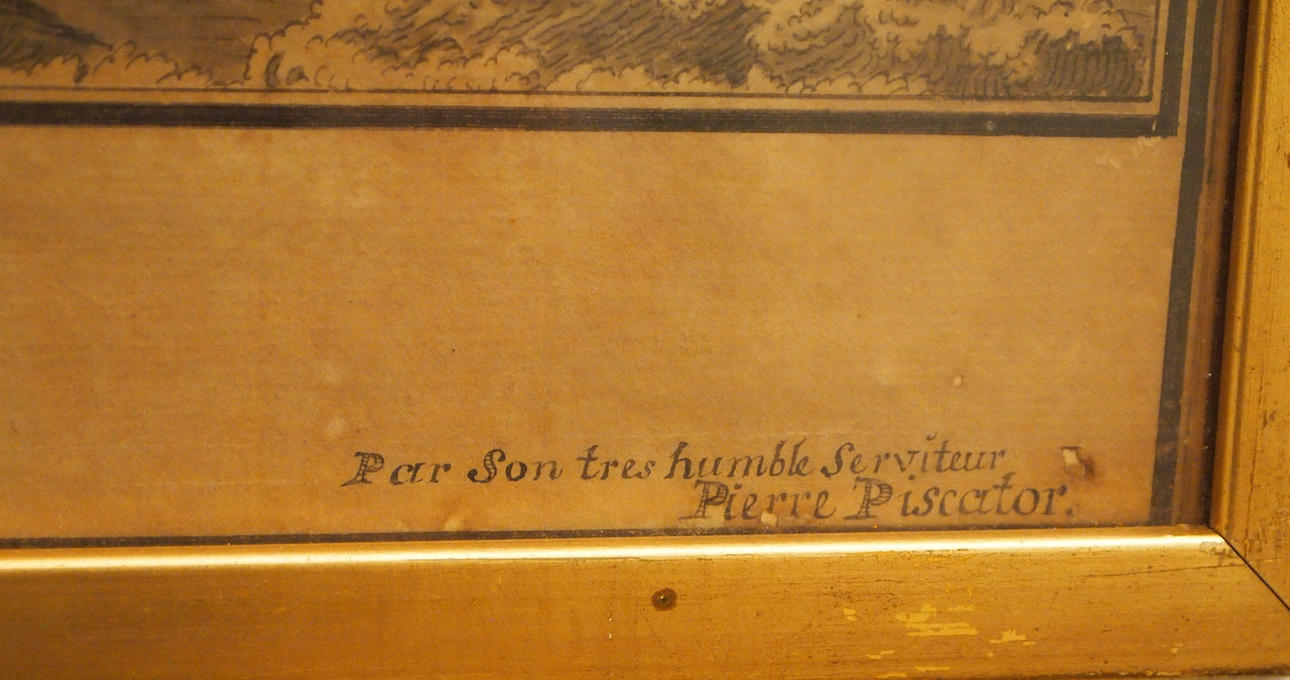 Par Son tres humble Serviteur
Pierre Piscator.